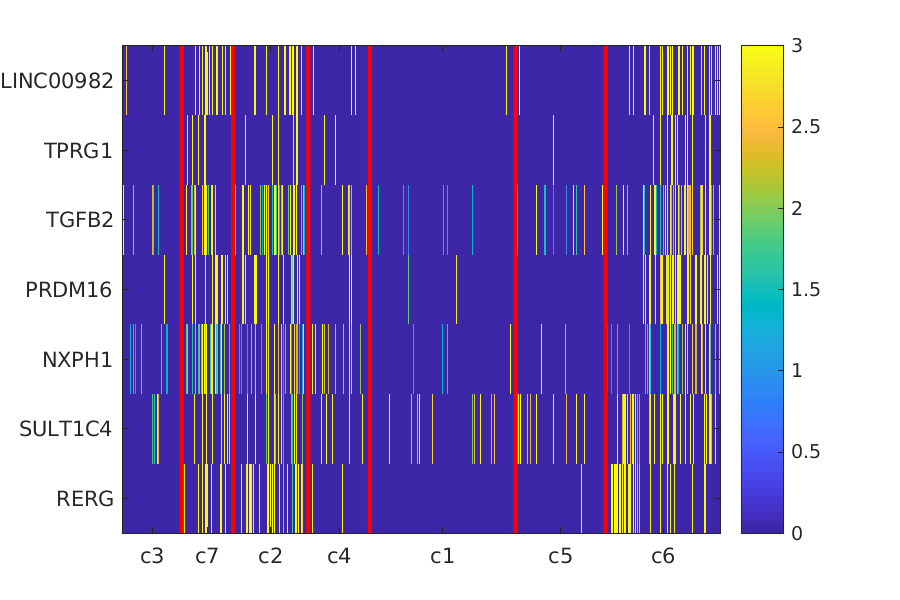 LINC00982
TPRG1
TGFB2
PRDM16
NXPH1
SULT1C4
RERG
c3 c7 c2 c4 c1 c5 c6
3
2.5
2
1.5
1
0.5
0